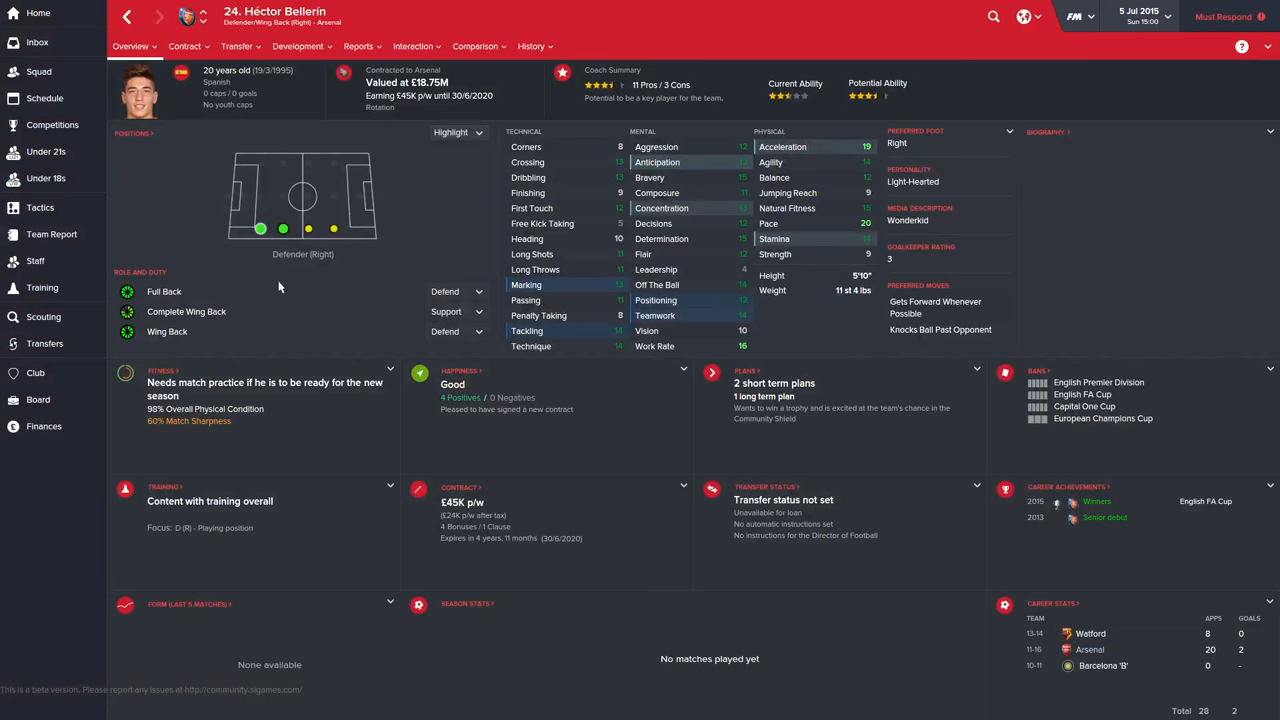 24. Héctor Bellerín
Defender/Wing Back (Right) - Arsenal
5 Jul 2015
Sun 15:00
FM
Must Respond
Home
Inbox
Squad
Schedule
Competitions
Under 21s
Under 18s
Tactics
Team Report
Staff
Training
Scouting
Transfers
Club
Board
Finances
Overview
Contract
Transfer
Development
Reports
Interaction
Comparison
History
?
20 years old (19/3/1995)
Spanish
0 caps / 0 goals
No youth caps
Contracted to Arsenal
Valued at £18.75M
Earning £45K p/w until 30/6/2020
Rotation
Coach Summary
11 Pros / 3 Cons
Potential to be a key player for the team.
Current Ability
Potential Ability
POSITIONS >
Highlight
Defender (Right)
ROLE AND DUTY
Full Back Defend
Complete Wing Back Support
Wing Back Defend
TECHNICAL
Corners 8
Crossing 13
Dribbling 13
Finishing 9
First Touch 12
Free Kick Taking 5
Heading 10
Long Shots 11
Long Throws 11
Marking 13
Passing 11
Penalty Taking 8
Tackling 14
Technique 14
MENTAL
Aggression 12
Anticipation
Bravery 15
Composure 11
Concentration
Decisions 12
Determination 15
Flair 12
Leadership 4
Off The Ball 14
Positioning 12
Teamwork 14
Vision 10
Work Rate 16
PHYSICAL
Acceleration 19
Agility 14
Balance 12
Jumping Reach 9
Natural Fitness 15
Pace 20
Stamina
Strength 9
Height 5'10"
Weight 11 st 4 lbs
PREFERRED FOOT
Right
PERSONALITY
Light-Hearted
MEDIA DESCRIPTION
Wonderkid
GOALKEEPER RATING
3
PREFERRED MOVES
Gets Forward Whenever
Possible
Knocks Ball Past Opponent
BIOGRAPHY >
FITNESS >
Needs match practice if he is to be ready for the new
season
98% Overall Physical Condition
60% Match Sharpness
HAPPINESS >
Good
4 Positives / 0 Negatives
Pleased to have signed a new contract
PLANS >
2 short term plans
1 long term plan
Wants to win a trophy and is excited at the team's chance in the
Community Shield
BANS >
English Premier Division
English FA Cup
Capital One Cup
European Champions Cup
TRAINING >
Content with training overall
Focus: D (R) - Playing position
CONTRACT >
£45K p/w
(£24K p/w after tax)
4 Bonuses / 1 Clause
Expires in 4 years, 11 months (30/6/2020)
TRANSFER STATUS >
Transfer status not set
Unavailable for loan
No automatic instructions set
No instructions for the Director of Football
CAREER ACHIEVEMENTS >
2015 Winners English FA Cup
2013 Senior debut
FORM (LAST 5 MATCHES) >
None available
SEASON STATS >
No matches played yet
CAREER STATS >
TEAM APPS GOALS
13-14 Watford 8 0
11-16 Arsenal 20 2
10-11 Barcelona 'B' 0 -
Total 28 2
This is a beta version. Please report any issues at http://community.sigames.com/